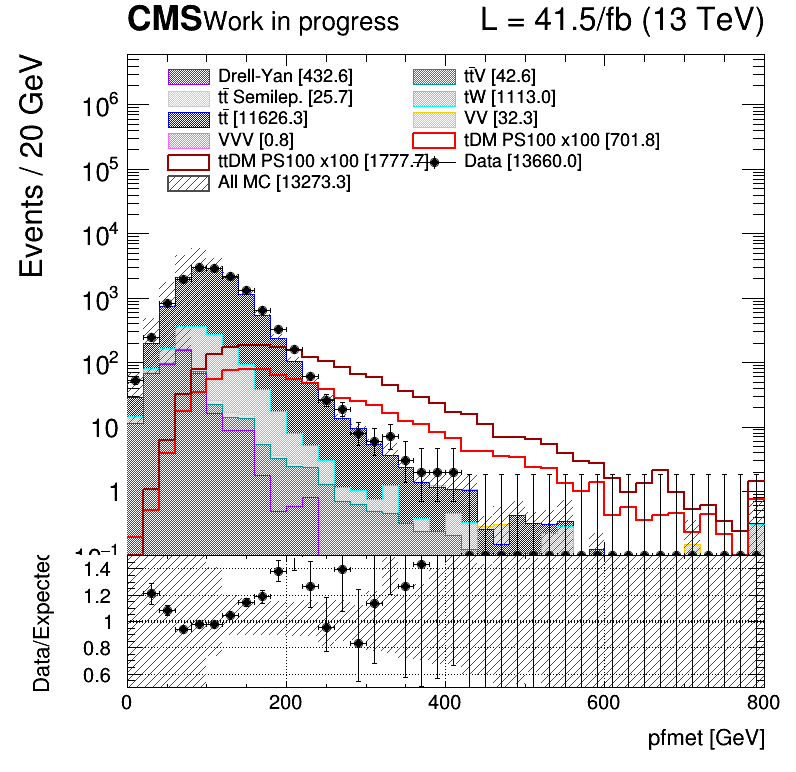 CMS Work in progress L = 41.5/fb (13 TeV)
Events / 20 GeV
Drell-Yan [432.6] tt̄V [42.6]
tt̄ Semilep. [25.7] tW [1113.0]
tt̄ [11626.3] VV [32.3]
VVV [0.8] tDM PS100 x100 [701.8]
ttDM PS100 x100 [1777.7] Data [13660.0]
All MC [13273.3]
10⁶
10⁵
10⁴
10³
10²
10
1
10⁻¹
Data/Expected
1.4
1.2
1
0.8
0.6
0 200 400 600 800
pfmet [GeV]